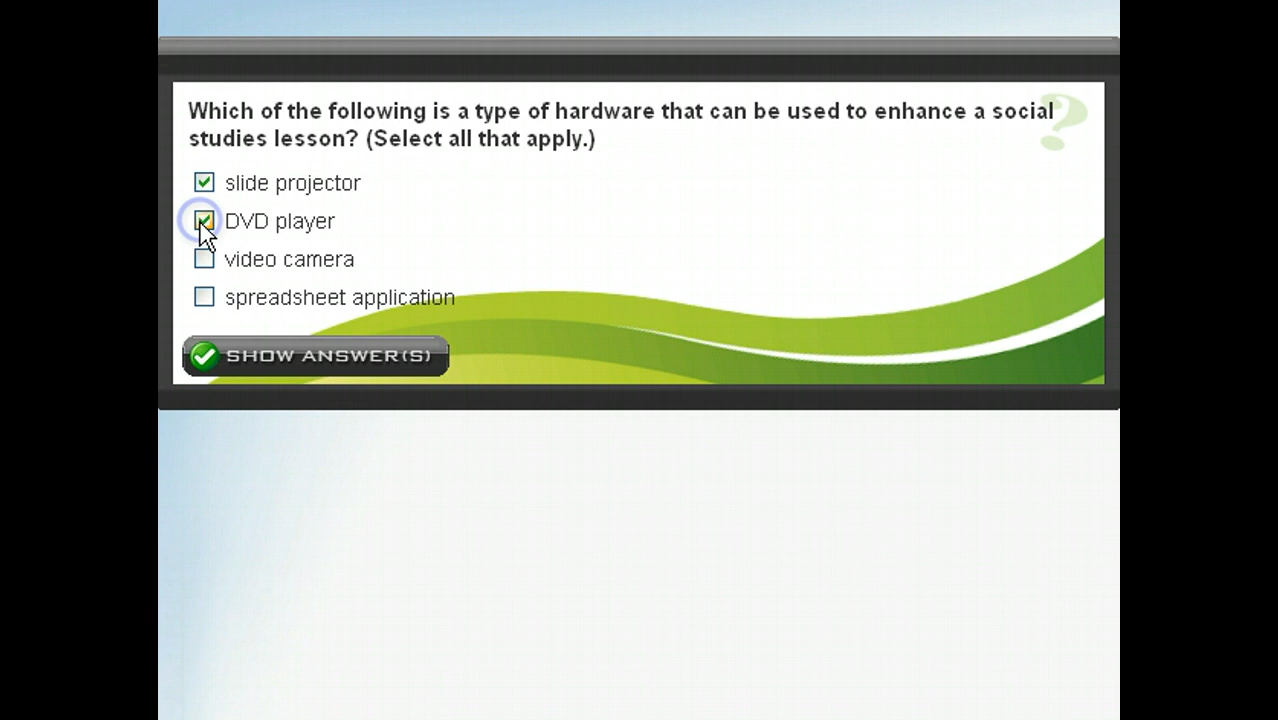 Which of the following is a type of hardware that can be used to enhance a social
studies lesson? (Select all that apply.)
slide projector
DVD player
video camera
spreadsheet application
SHOW ANSWER(S)